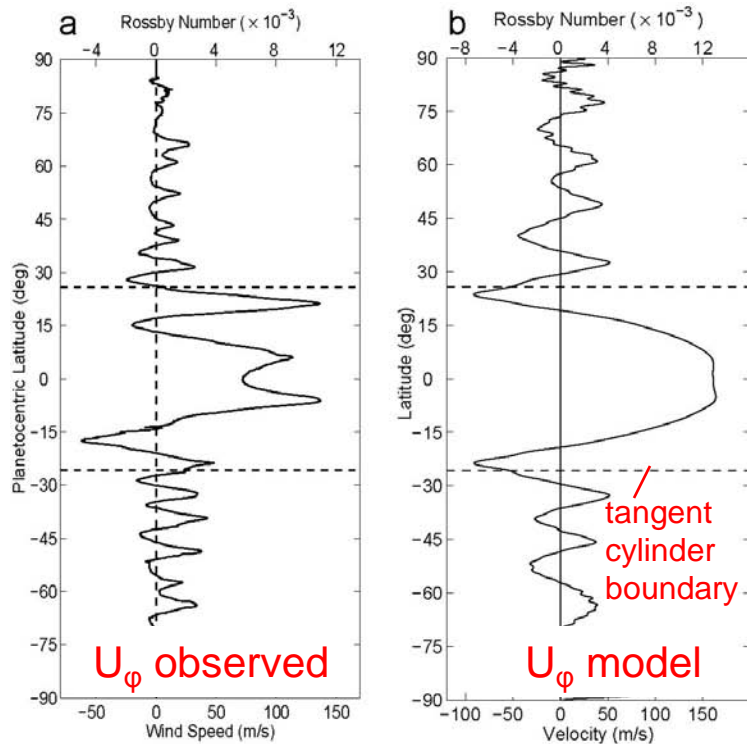 a
Rossby Number (× 10⁻³)
−4 0 4 8 12
90
75
60
45
30
15
0
−15
−30
−45
−60
−75
−90
Planetocentric Latitude (deg)
U_φ observed
−50 0 50 100 150
Wind Speed (m/s)
b
Rossby Number (× 10⁻³)
−8 −4 0 4 8 12
90
75
60
45
30
15
0
−15
−30
−45
−60
−75
−90
Latitude (deg)
tangent
cylinder
boundary
U_φ model
−100 −50 0 50 100 150
Velocity (m/s)